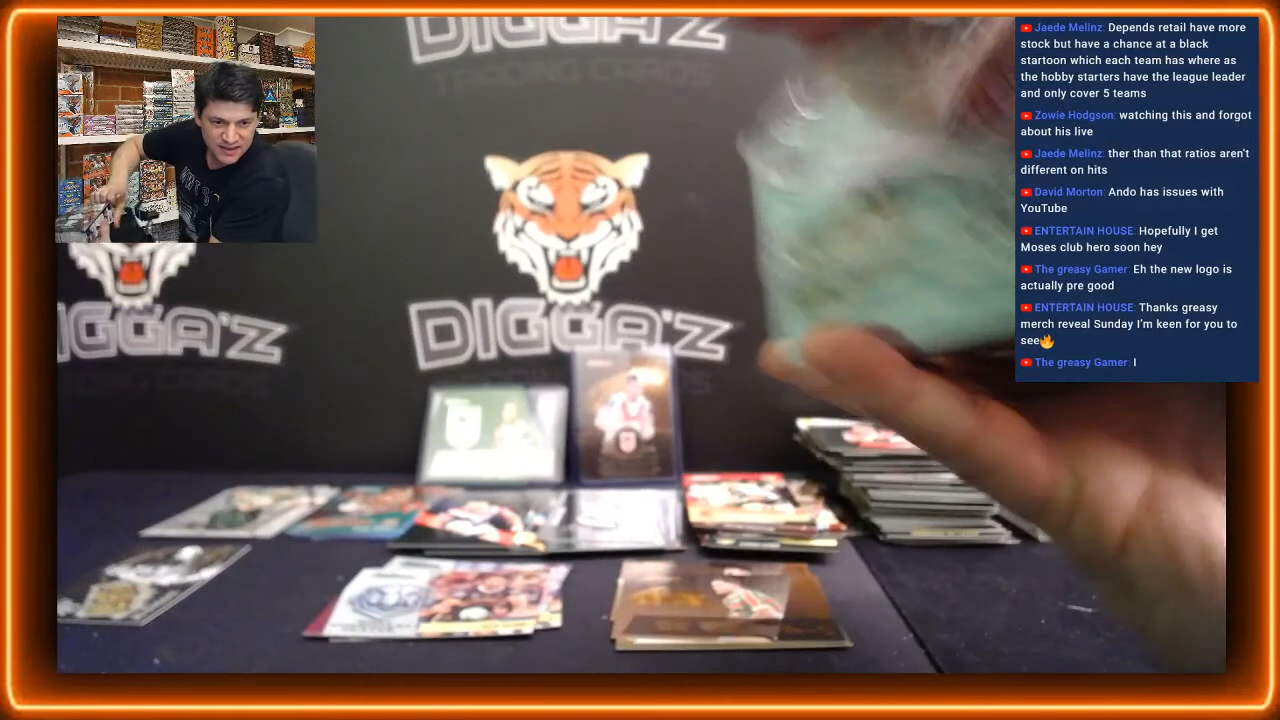 DIGGA'Z
TRADING CARDS
DIGGA'Z
DIGGA'Z
Jaede Melinz: Depends retail have more
stock but have a chance at a black
startoon which each team has where as
the hobby starters have the league leader
and only cover 5 teams
Zowie Hodgson: watching this and forgot
about his live
Jaede Melinz: ther than that ratios aren't
different on hits
David Morton: Ando has issues with
YouTube
ENTERTAIN HOUSE: Hopefully I get
Moses club hero soon hey
The greasy Gamer: Eh the new logo is
actually pre good
ENTERTAIN HOUSE: Thanks greasy
merch reveal Sunday I'm keen for you to
see🔥
The greasy Gamer: I